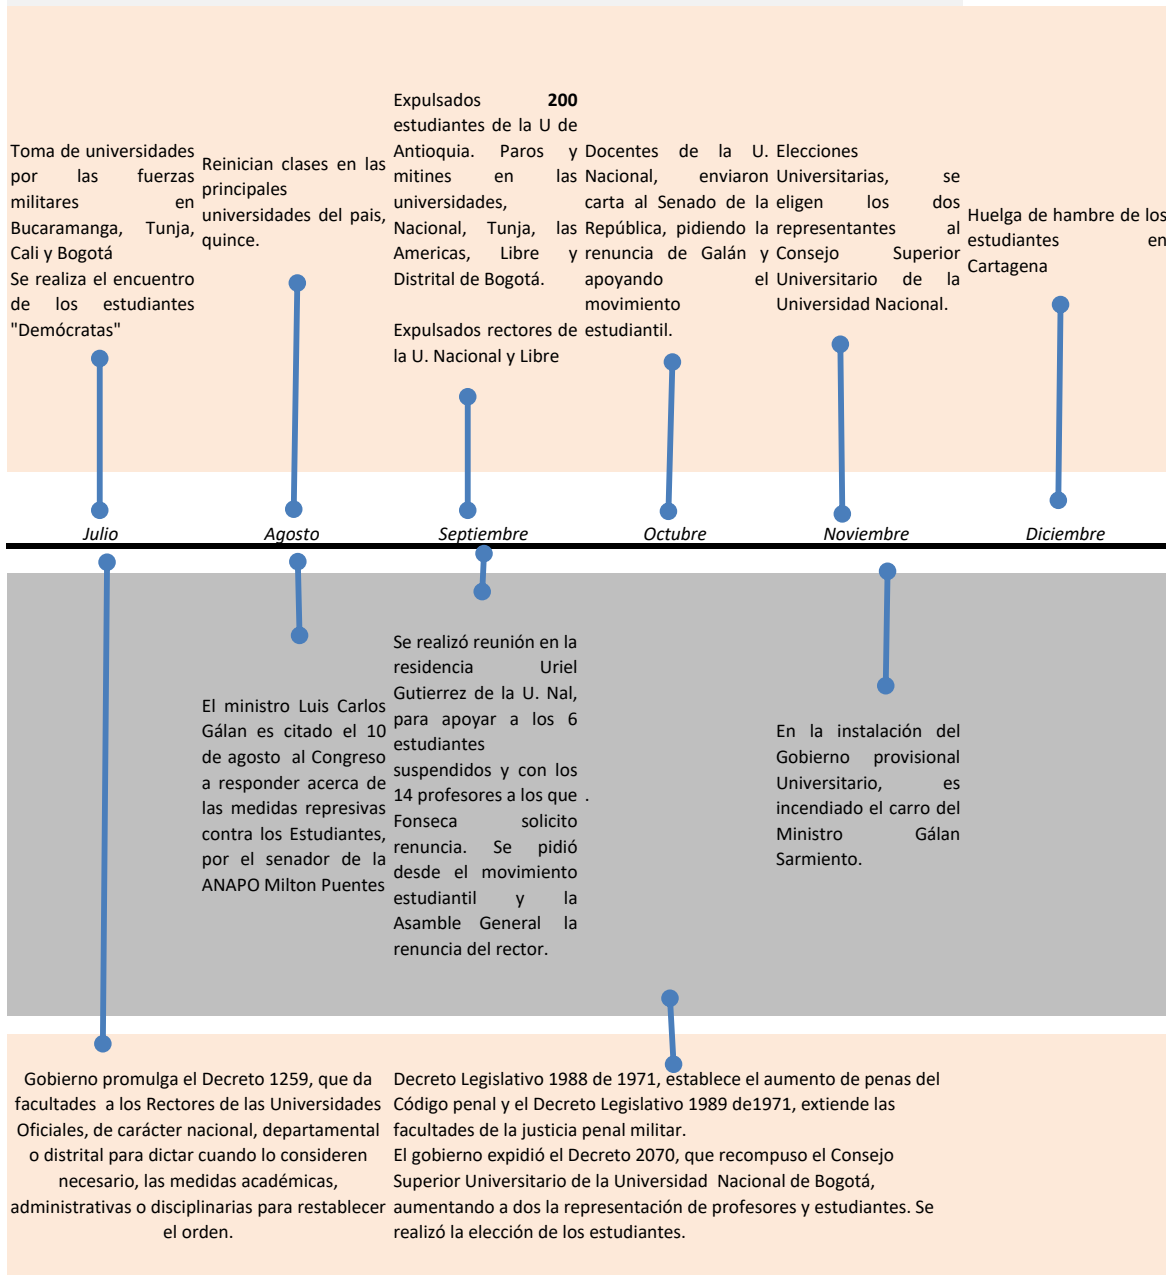 Toma de universidades
por las fuerzas
militares en
Bucaramanga, Tunja,
Cali y Bogotá
Se realiza el encuentro
de los estudiantes
"Demócratas"
Reinician clases en las
principales
universidades del pais,
quince.
Expulsados 200
estudiantes de la U de
Antioquia. Paros y
mitines en las
universidades,
Nacional, Tunja, las
Americas, Libre y
Distrital de Bogotá.
Expulsados rectores de
la U. Nacional y Libre
Docentes de la U.
Nacional, enviaron
carta al Senado de la
República, pidiendo la
renuncia de Galán y
apoyando el
movimiento
estudiantil.
Elecciones
Universitarias, se
eligen los dos
representantes al
Consejo Superior
Universitario de la
Universidad Nacional.
Huelga de hambre de los
estudiantes en
Cartagena
Julio Agosto Septiembre Octubre Noviembre Diciembre
El ministro Luis Carlos
Gálan es citado el 10
de agosto al Congreso
a responder acerca de
las medidas represivas
contra los Estudiantes,
por el senador de la
ANAPO Milton Puentes
Se realizó reunión en la
residencia Uriel
Gutierrez de la U. Nal,
para apoyar a los 6
estudiantes
suspendidos y con los
14 profesores a los que
Fonseca solicito
renuncia. Se pidió
desde el movimiento
estudiantil y la
Asamble General la
renuncia del rector.
.
En la instalación del
Gobierno provisional
Universitario, es
incendiado el carro del
Ministro Gálan
Sarmiento.
Gobierno promulga el Decreto 1259, que da
facultades a los Rectores de las Universidades
Oficiales, de carácter nacional, departamental
o distrital para dictar cuando lo consideren
necesario, las medidas académicas,
administrativas o disciplinarias para restablecer
el orden.
Decreto Legislativo 1988 de 1971, establece el aumento de penas del
Código penal y el Decreto Legislativo 1989 de1971, extiende las
facultades de la justicia penal militar.
El gobierno expidió el Decreto 2070, que recompuso el Consejo
Superior Universitario de la Universidad Nacional de Bogotá,
aumentando a dos la representación de profesores y estudiantes. Se
realizó la elección de los estudiantes.